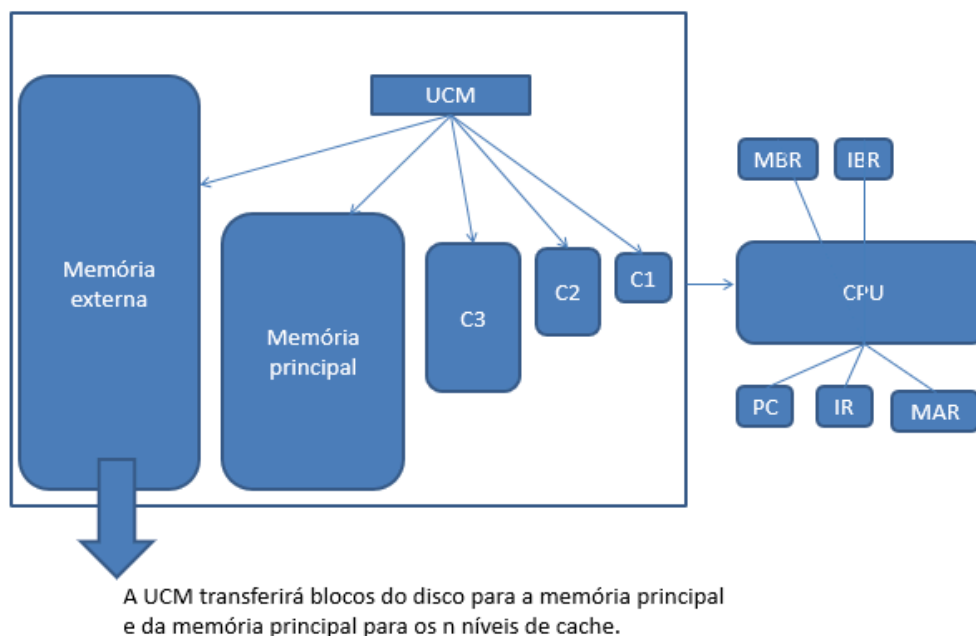 UCM
Memória
externa
Memória
principal
C3
C2
C1
MBR
IBR
CPU
PC
IR
MAR
A UCM transferirá blocos do disco para a memória principal
e da memória principal para os n níveis de cache.